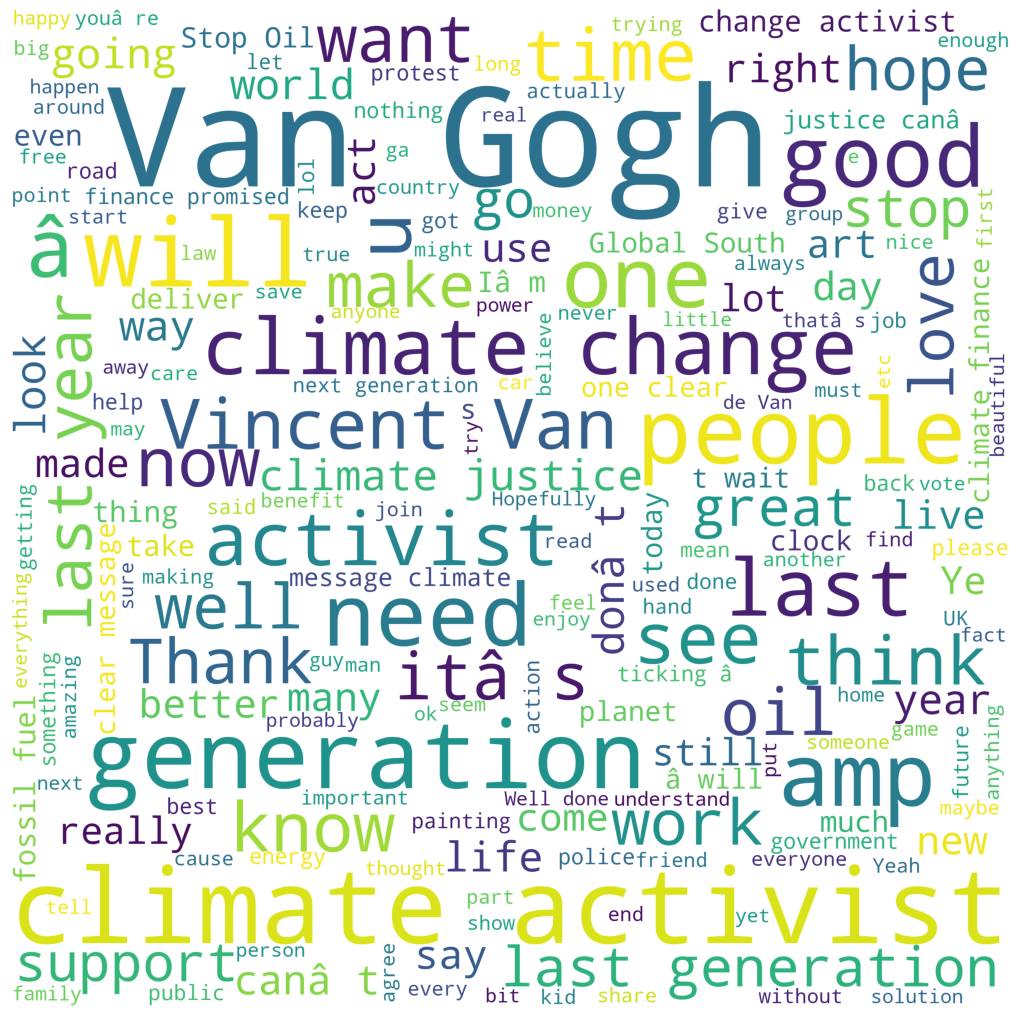 happy youâ re
Stop Oil
want
trying
change activist
enough
big
going
let
world
protest
long
time
right
hope
happen
around
nothing
actually
real
even
free
road
Van Gogh
act
lol
ga
country
justice canâ
e
good
point
finance promised
start
keep
u
got
go
money
give
group
stop
first
â
will
law
true
might
use
Global South
art
nice
love
deliver
save
make
anyone
Iâ m
power
one
always
lot
day
never
little
thatâ s
job
last year
look
way
away
care
climate change
believe
climate finance
beautiful
next generation
car
one clear
must
etc
help
may
Vincent Van
trys
de Van
people
made
now
climate justice
t wait
back
vote
thing
said
benefit
Hopefully
great
live
getting
last
take
join
read
donâ t
today
mean
clock
find
another
please
activist
sure
making
message climate
used
done
last
Ye
clear message
well
need
feel
enjoy
hand
see
UK
fact
everything
Thank
guy
man
itâ s
action
ticking â
think
something
amazing
better
many
probably
ok
seem
planet
oil
home
year
game
fossil fuel
generation
still
put
someone
future
anything
next
important
â will
amp
best
Well done
understand
maybe
really
know
painting
come
work
much
government
new
cause
energy
thought
life
police
friend
everyone
Yeah
climate activist
tell
part
show
end
yet
support
person
canâ t
agree
say
every
last generation
family
public
bit
kid
share
without
solution